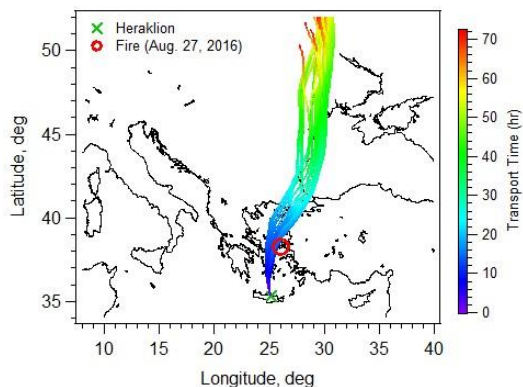 Heraklion
Fire (Aug. 27, 2016)
50
45
40
35
Latitude, deg
10 15 20 25 30 35 40
Longitude, deg
70
60
50
40
30
20
10
0
Transport Time (hr)